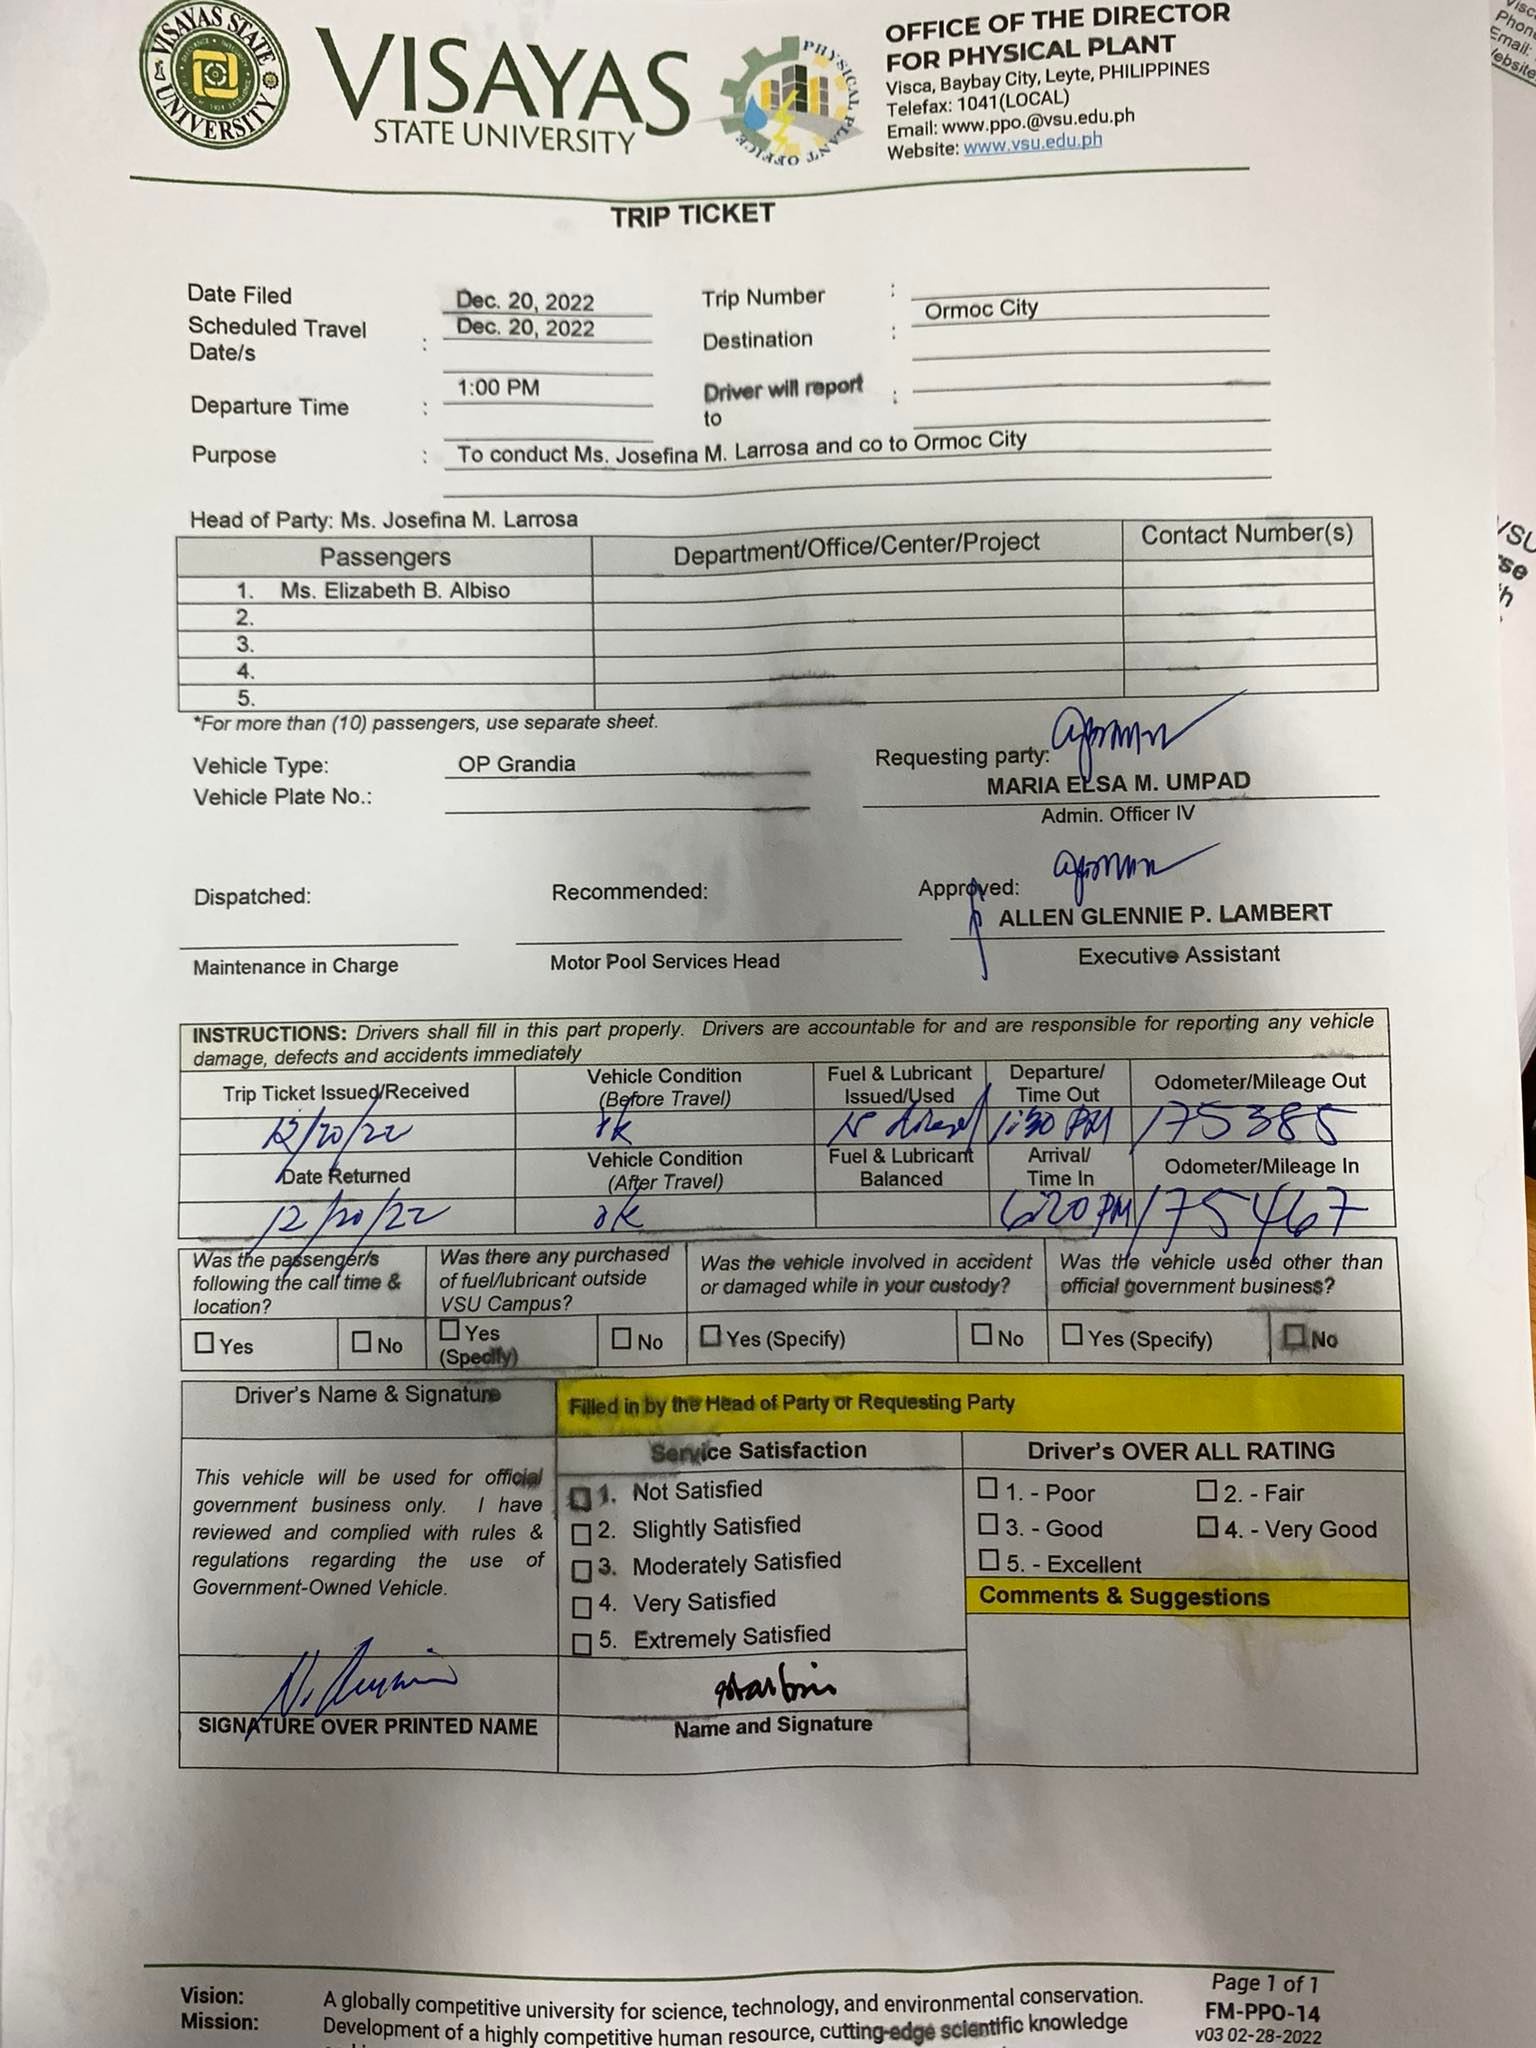 VISAYAS STATE UNIVERSITY
VISAYAS
STATE UNIVERSITY
PHYSICAL PLANT OFFICE
OFFICE OF THE DIRECTOR
FOR PHYSICAL PLANT
Visca, Baybay City, Leyte, PHILIPPINES
Telefax: 1041(LOCAL)
Email: www.ppo.@vsu.edu.ph
Website: www.vsu.edu.ph
TRIP TICKET
Date Filed Dec. 20, 2022 Trip Number :
Scheduled Travel Date/s : Dec. 20, 2022 Destination : Ormoc City
Departure Time : 1:00 PM Driver will report to :
Purpose : To conduct Ms. Josefina M. Larrosa and co to Ormoc City
Head of Party: Ms. Josefina M. Larrosa
Passengers Department/Office/Center/Project Contact Number(s)
1. Ms. Elizabeth B. Albiso
2.
3.
4.
5.
*For more than (10) passengers, use separate sheet.
Vehicle Type: OP Grandia Requesting party:
Vehicle Plate No.: MARIA ELSA M. UMPAD
Admin. Officer IV
Dispatched: Recommended: Approved:
ALLEN GLENNIE P. LAMBERT
Maintenance in Charge Motor Pool Services Head Executive Assistant
INSTRUCTIONS: Drivers shall fill in this part properly. Drivers are accountable for and are responsible for reporting any vehicle
damage, defects and accidents immediately
Trip Ticket Issued/Received Vehicle Condition (Before Travel) Fuel & Lubricant Issued/Used Departure/ Time Out Odometer/Mileage Out
12/20/22 ok 1:30 PM 175385
Date Returned Vehicle Condition (After Travel) Fuel & Lubricant Balanced Arrival/ Time In Odometer/Mileage In
12/20/22 ok 6:20 PM 175467
Was the passenger/s following the call time & location? Was there any purchased of fuel/lubricant outside VSU Campus? Was the vehicle involved in accident or damaged while in your custody? Was the vehicle used other than official government business?
Yes No Yes (Specify) No Yes (Specify) No Yes (Specify) No
Driver's Name & Signature Filled in by the Head of Party or Requesting Party
Service Satisfaction Driver's OVER ALL RATING
This vehicle will be used for official
government business only. I have
reviewed and complied with rules &
regulations regarding the use of
Government-Owned Vehicle.
1. Not Satisfied
2. Slightly Satisfied
3. Moderately Satisfied
4. Very Satisfied
5. Extremely Satisfied
1. - Poor 2. - Fair
3. - Good 4. - Very Good
5. - Excellent
Comments & Suggestions
SIGNATURE OVER PRINTED NAME Name and Signature
Page 1 of 1
FM-PPO-14
v03 02-28-2022
Vision: A globally competitive university for science, technology, and environmental conservation.
Mission: Development of a highly competitive human resource, cutting-edge scientific knowledge